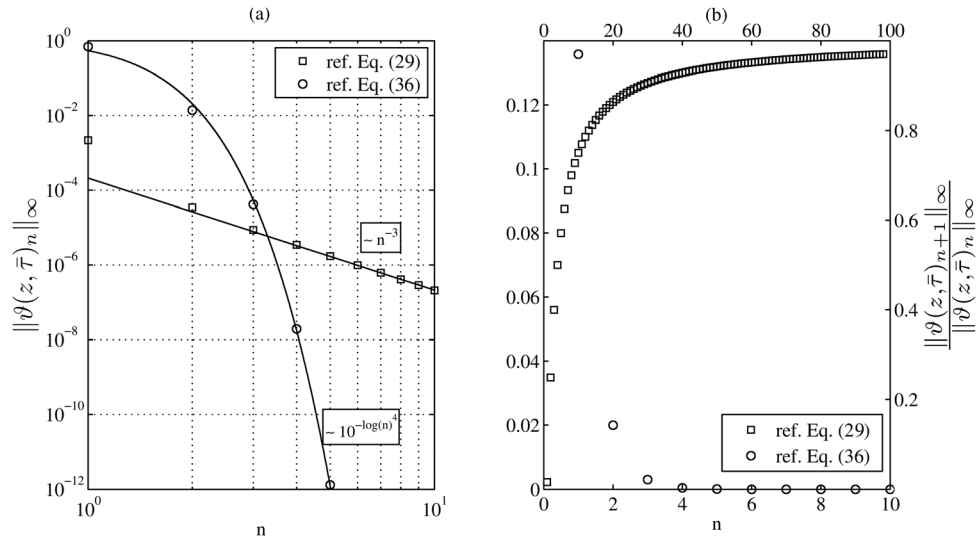 (a)
10^0
10^{-2}
10^{-4}
10^{-6}
10^{-8}
10^{-10}
10^{-12}
||ϑ(z, τ̄)_n||_∞
ref. Eq. (29)
ref. Eq. (36)
~ n^{-3}
~ 10^{-log(n)^4}
10^0
10^1
n
(b)
0 20 40 60 80 100
0.12
0.1
0.08
0.06
0.04
0.02
0
0.8
0.6
0.4
0.2
||ϑ(z, τ̄)_{n+1}||_∞
||ϑ(z, τ̄)_n||_∞
ref. Eq. (29)
ref. Eq. (36)
0 2 4 6 8 10
n